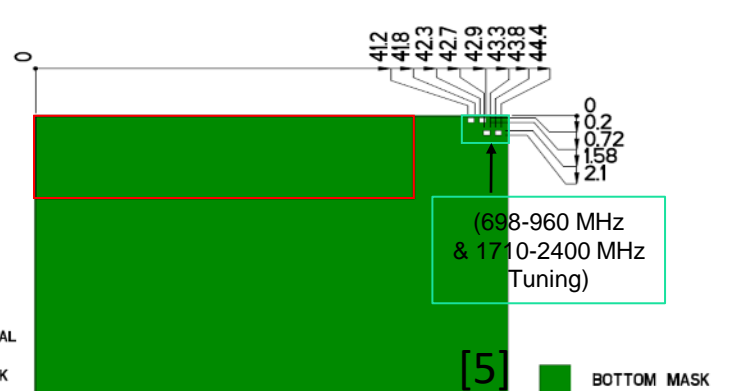 0
41.2
41.8
42.3
42.7
42.9
43.3
43.8
44.4
0
0.2
0.72
1.58
2.1
(698-960 MHz
& 1710-2400 MHz
Tuning)
AL
K
[5]
BOTTOM MASK